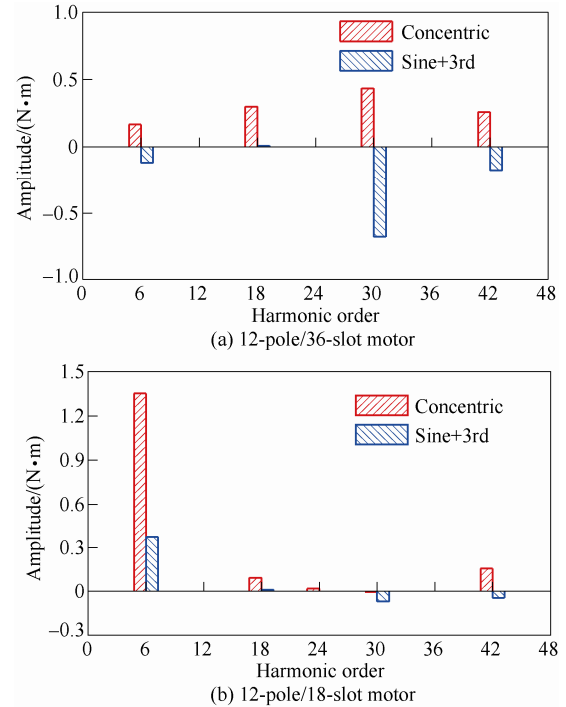 1.0
Concentric
Sine+3rd
0.5
0
−0.5
−1.0
Amplitude/(N•m)
0 6 12 18 24 30 36 42 48
Harmonic order
(a) 12-pole/36-slot motor
1.5
Concentric
Sine+3rd
1.2
0.9
0.6
0.3
0
−0.3
Amplitude/(N•m)
0 6 12 18 24 30 36 42 48
Harmonic order
(b) 12-pole/18-slot motor